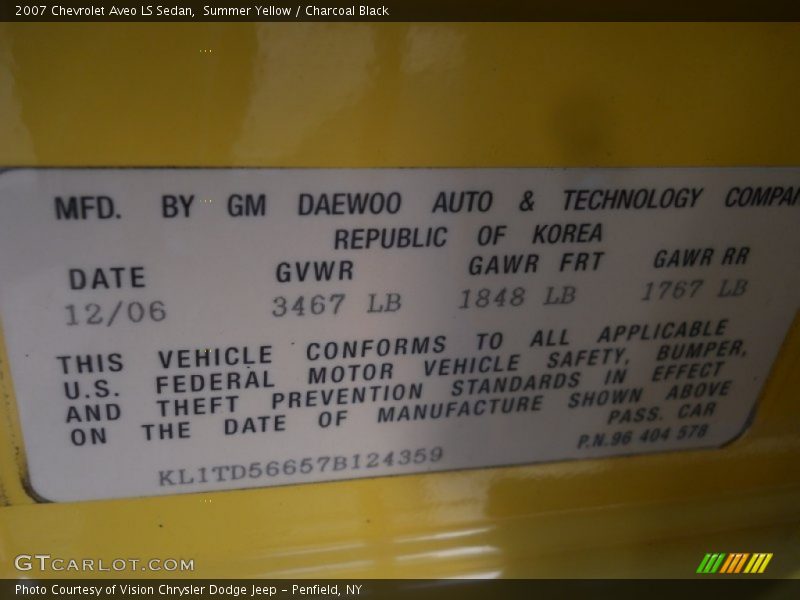 2007 Chevrolet Aveo LS Sedan,  Summer Yellow / Charcoal Black
MFD. BY GM DAEWOO AUTO & TECHNOLOGY COMPAN
REPUBLIC OF KOREA
DATE GVWR GAWR FRT GAWR RR
12/06 3467 LB 1848 LB 1767 LB
THIS VEHICLE CONFORMS TO ALL APPLICABLE
U.S. FEDERAL MOTOR VEHICLE SAFETY, BUMPER,
AND THEFT PREVENTION STANDARDS IN EFFECT
ON THE DATE OF MANUFACTURE SHOWN ABOVE
PASS. CAR
KL1TD56657B124359 P.N.96 404 578
GTCARLOT.COM
Photo Courtesy of Vision Chrysler Dodge Jeep – Penfield, NY